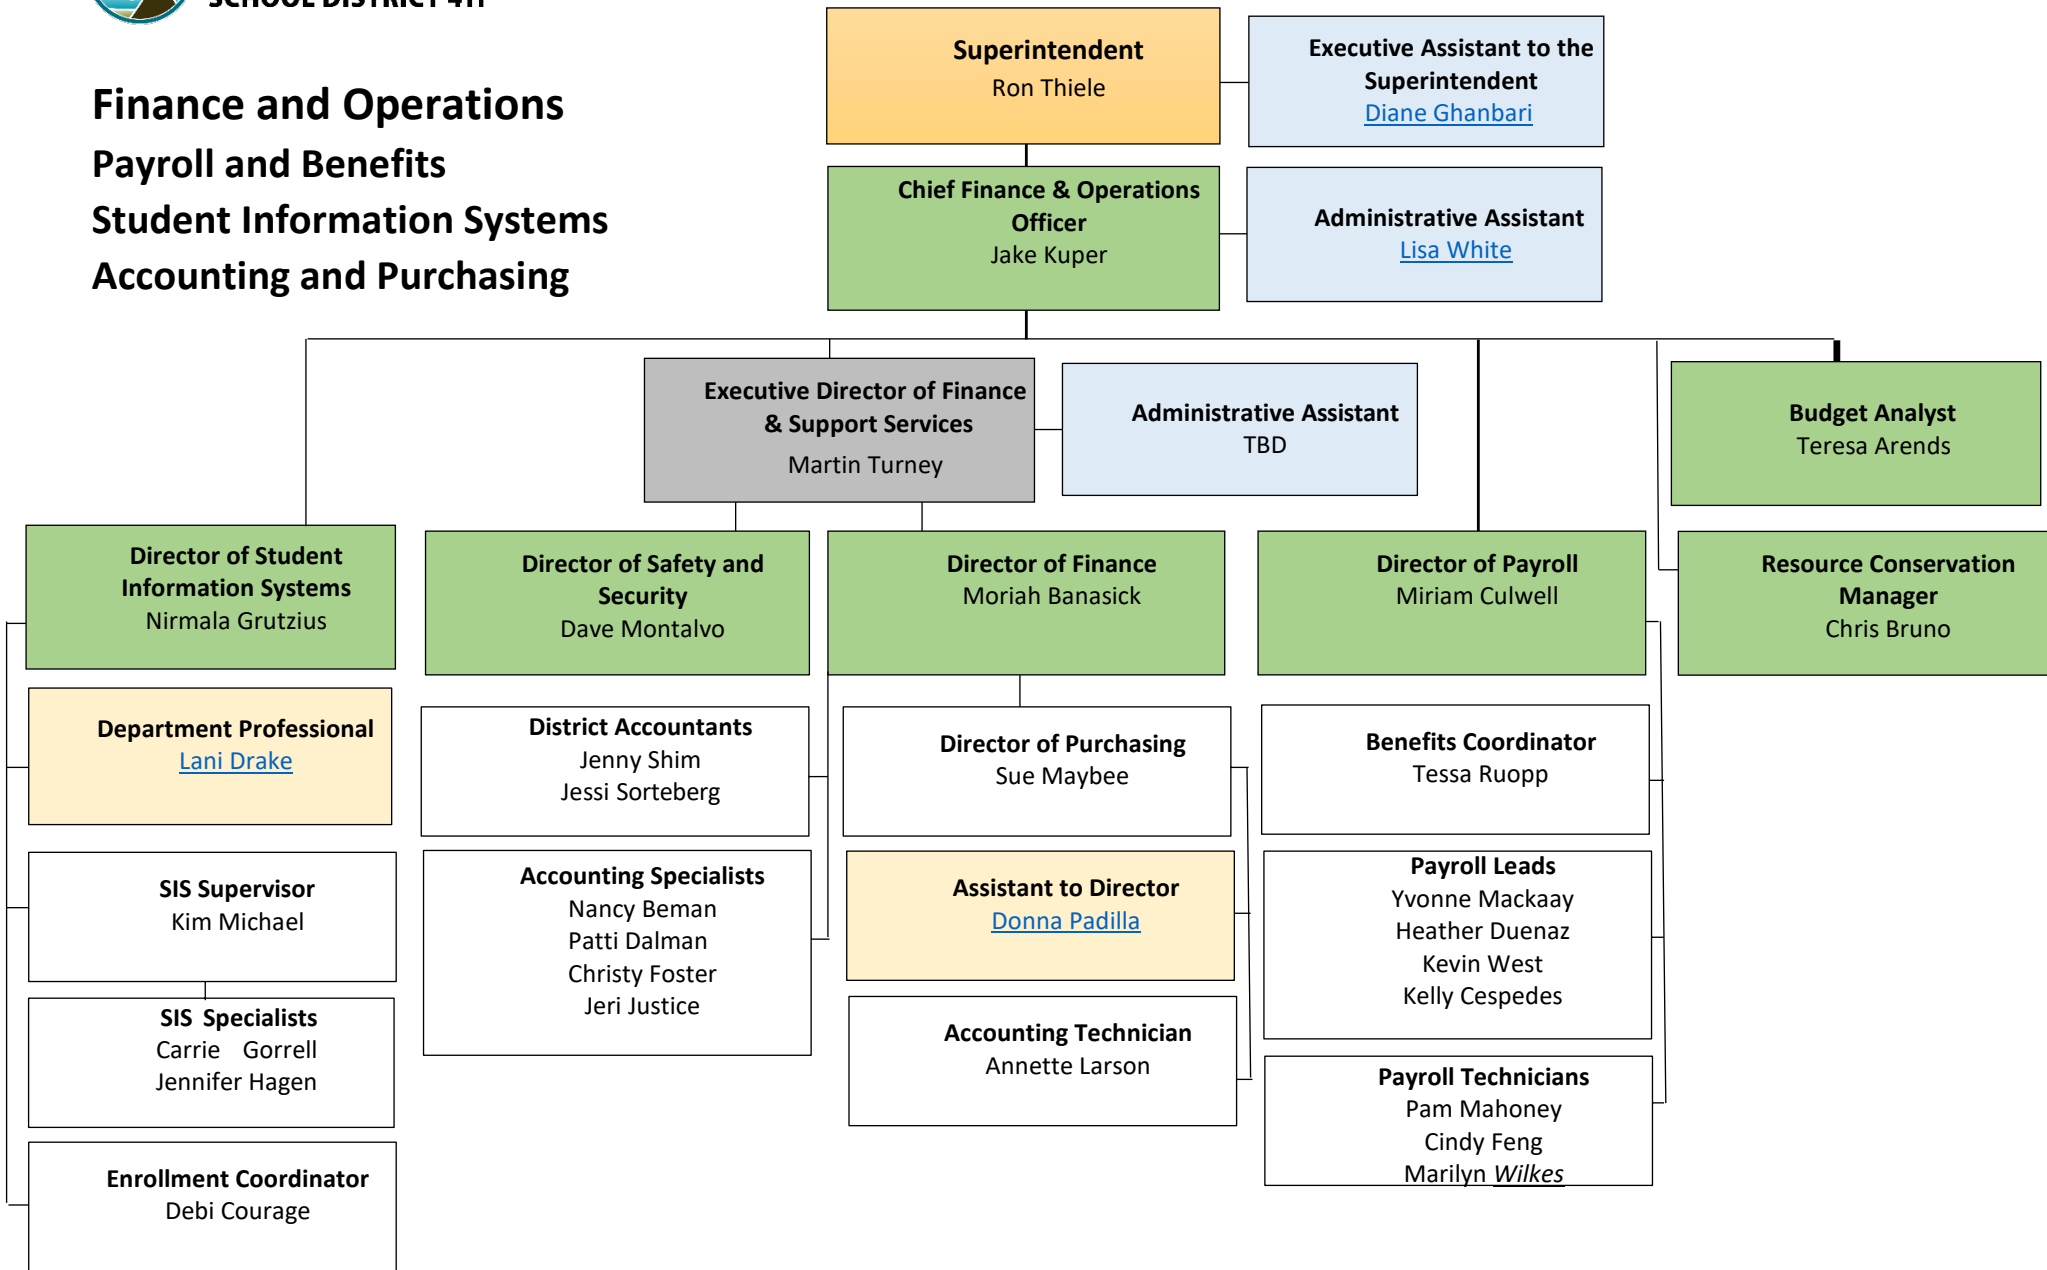 SCHOOL DISTRICT 411
Finance and Operations
Payroll and Benefits
Student Information Systems
Accounting and Purchasing
Superintendent
Ron Thiele
Executive Assistant to the
Superintendent
Diane Ghanbari
Chief Finance & Operations
Officer
Jake Kuper
Administrative Assistant
Lisa White
Executive Director of Finance
& Support Services
Martin Turney
Administrative Assistant
TBD
Budget Analyst
Teresa Arends
Director of Student
Information Systems
Nirmala Grutzius
Director of Safety and
Security
Dave Montalvo
Director of Finance
Moriah Banasick
Director of Payroll
Miriam Culwell
Resource Conservation
Manager
Chris Bruno
Department Professional
Lani Drake
District Accountants
Jenny Shim
Jessi Sorteberg
Director of Purchasing
Sue Maybee
Benefits Coordinator
Tessa Ruopp
SIS Supervisor
Kim Michael
Accounting Specialists
Nancy Beman
Patti Dalman
Christy Foster
Jeri Justice
Assistant to Director
Donna Padilla
Payroll Leads
Yvonne Mackaay
Heather Duenaz
Kevin West
Kelly Cespedes
SIS Specialists
Carrie Gorrell
Jennifer Hagen
Accounting Technician
Annette Larson
Payroll Technicians
Pam Mahoney
Cindy Feng
Marilyn Wilkes
Enrollment Coordinator
Debi Courage